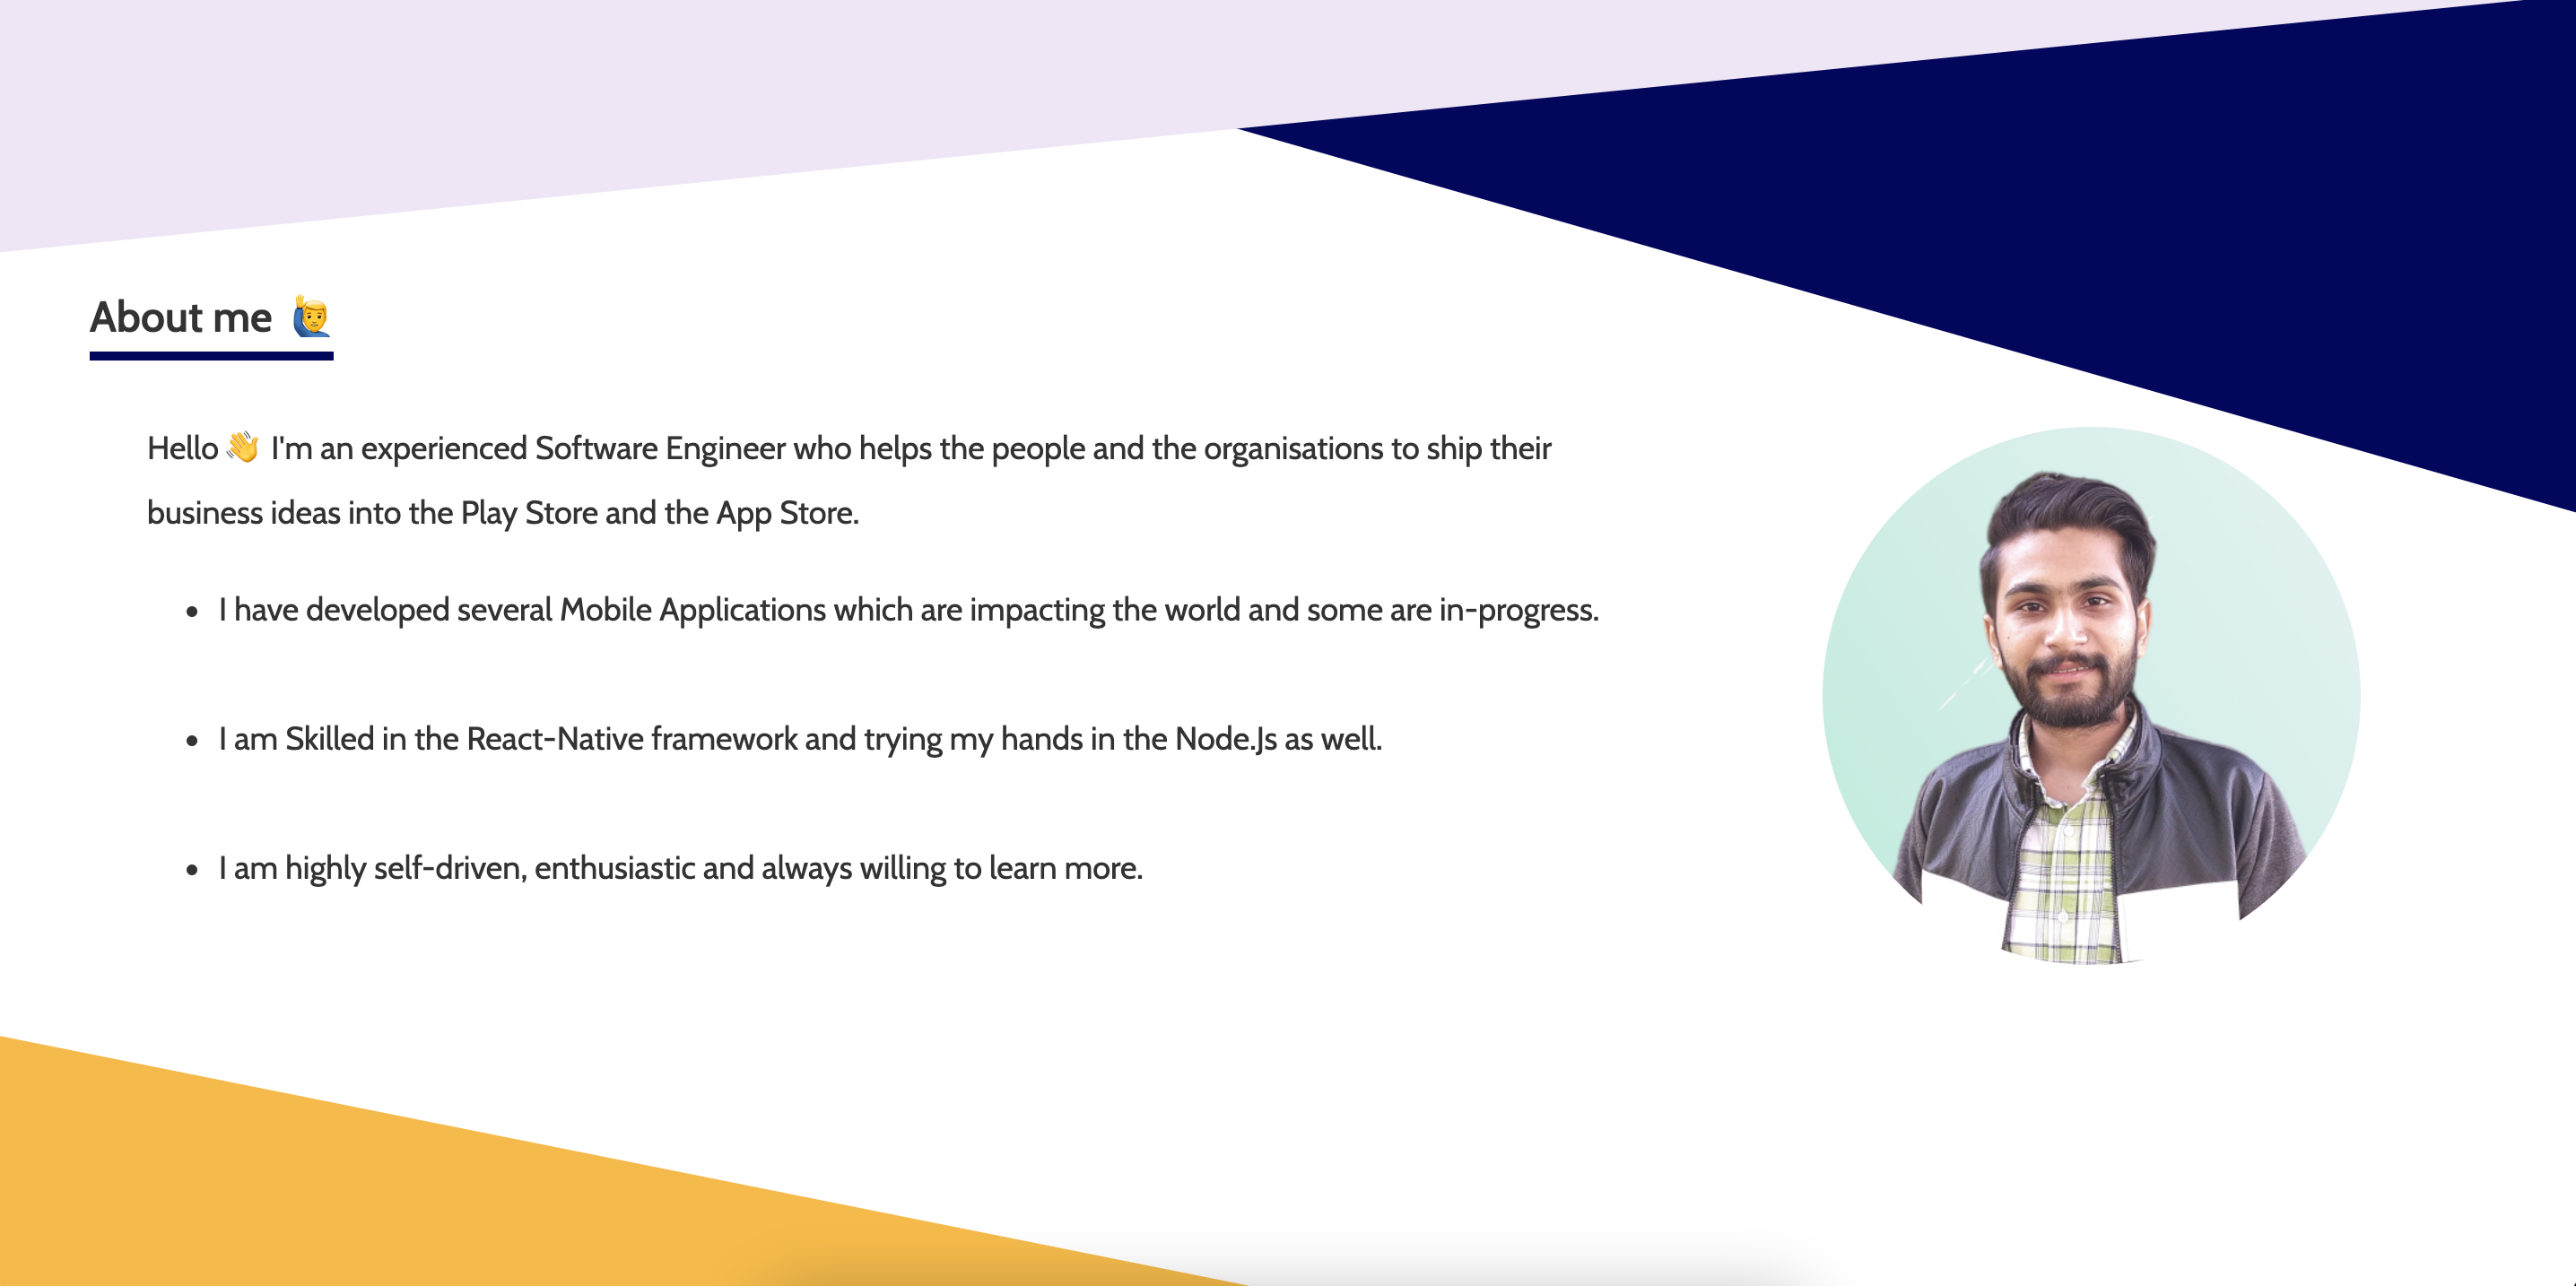 About me 🙋‍♂️
Hello 👋 I'm an experienced Software Engineer who helps the people and the organisations to ship their
business ideas into the Play Store and the App Store.
• I have developed several Mobile Applications which are impacting the world and some are in-progress.
• I am Skilled in the React-Native framework and trying my hands in the Node.Js as well.
• I am highly self-driven, enthusiastic and always willing to learn more.